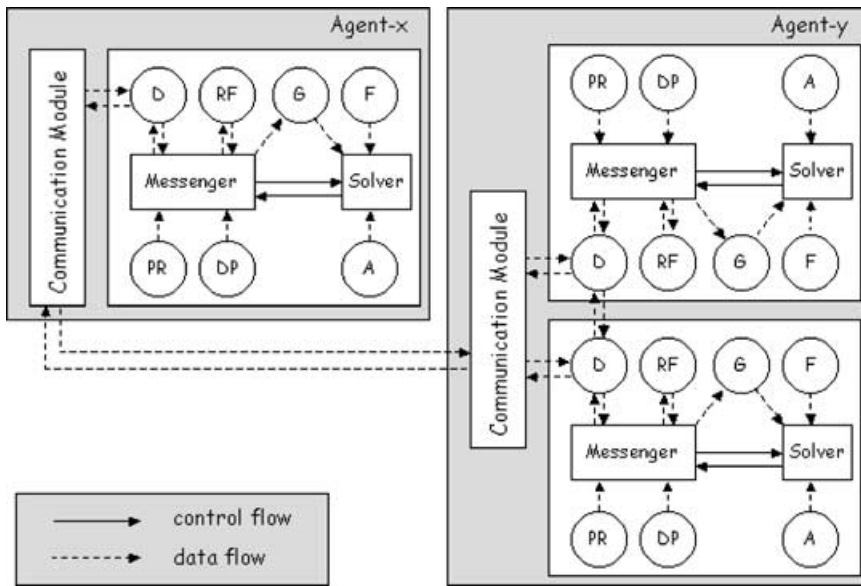 Agent-x
Communication Module
D
RF
G
F
Messenger
Solver
PR
DP
A
Agent-y
Communication Module
PR
DP
A
Messenger
Solver
D
RF
G
F
D
RF
G
F
Messenger
Solver
PR
DP
A
control flow
data flow